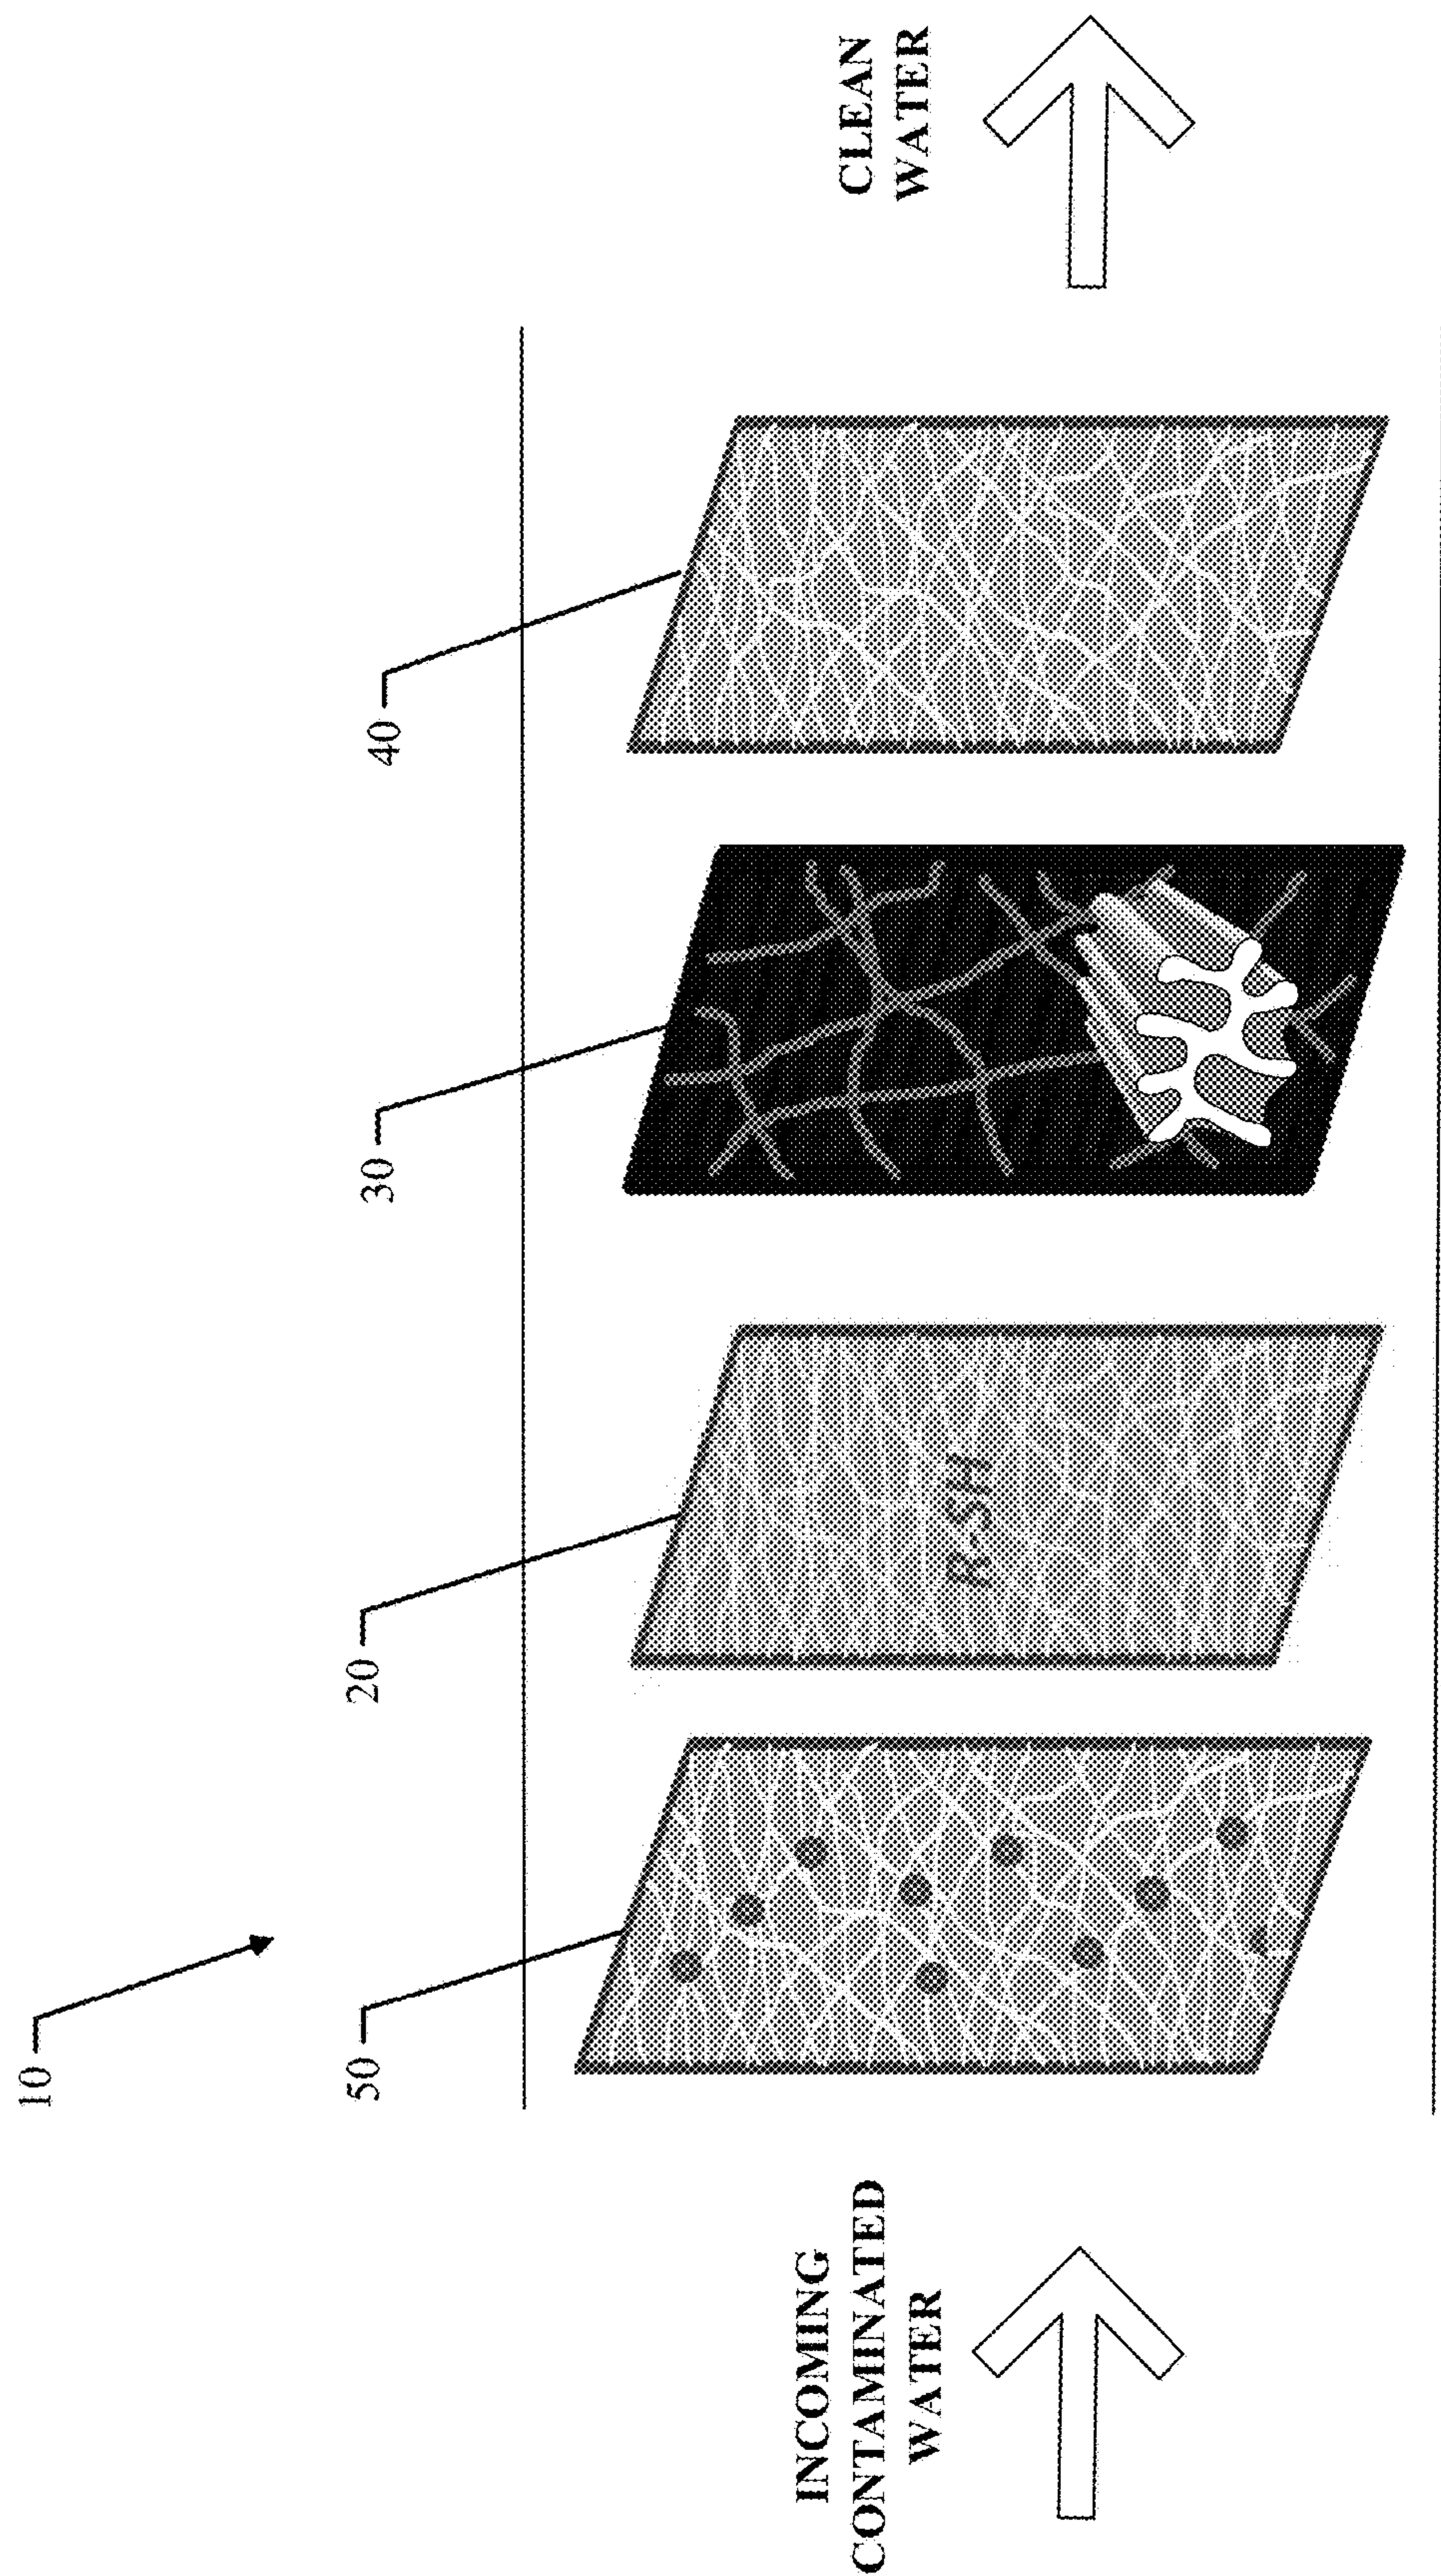 10
50
20
30
40
INCOMING
CONTAMINATED
WATER
R-SH
CLEAN
WATER